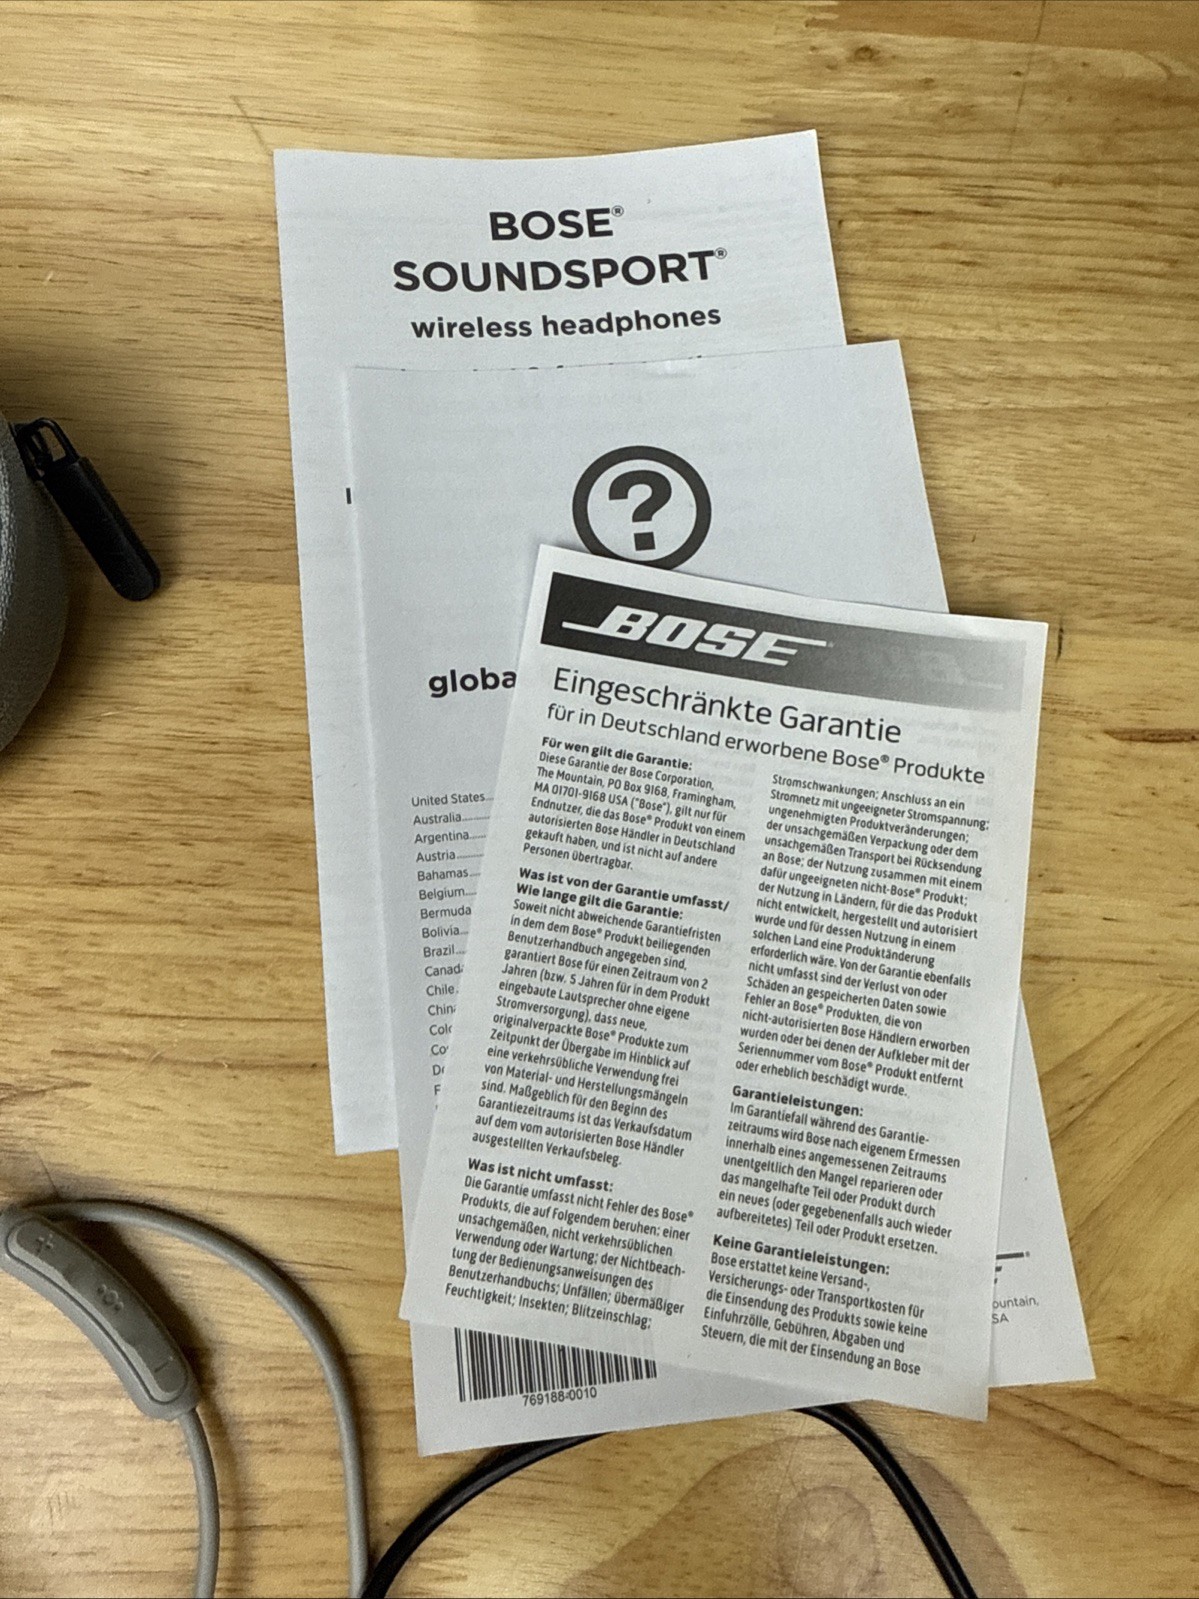 BOSE®
SOUNDSPORT®
wireless headphones
?
globa
United States
Australia
Argentina
Austria
Bahamas
Belgium
Bermuda
Bolivia
Brazil
Canad
Chile
Chin
BOSE
Eingeschränkte Garantie
für in Deutschland erworbene Bose® Produkte
Für wen gilt die Garantie:
Diese Garantie der Bose Corporation,
The Mountain, PO Box 9168, Framingham,
MA 01701-9168 USA ("Bose"), gilt nur für
Endnutzer, die das Bose® Produkt von einem
autorisierten Bose Händler in Deutschland
gekauft haben, und ist nicht auf andere
Personen übertragbar.
Was ist von der Garantie umfasst/
Wie lange gilt die Garantie:
Soweit nicht abweichende Garantiefristen
in dem dem Bose® Produkt beiliegenden
Benutzerhandbuch angegeben sind,
garantiert Bose für einen Zeitraum von 2
Jahren (bzw. 5 Jahren für in dem Produkt
eingebaute Lautsprecher ohne eigene
Stromversorgung), dass neue,
originalverpackte Bose® Produkte zum
Zeitpunkt der Übergabe im Hinblick auf
eine verkehrsübliche Verwendung frei
von Material- und Herstellungsmängeln
sind. Maßgeblich für den Beginn des
Garantiezeitraums ist das Verkaufsdatum
auf dem vom autorisierten Bose Händler
ausgestellten Verkaufsbeleg.
Was ist nicht umfasst:
Die Garantie umfasst nicht Fehler des Bose®
Produkts, die auf Folgendem beruhen: einer
unsachgemäßen, nicht verkehrsüblichen
Verwendung oder Wartung; der Nichtbeach-
tung der Bedienungsanweisungen des
Benutzerhandbuchs; Unfällen; übermäßiger
Feuchtigkeit; Insekten; Blitzeinschlag;
Stromschwankungen; Anschluss an ein
Stromnetz mit ungeeigneter Stromspannung;
ungenehmigten Produktveränderungen;
der unsachgemäßen Verpackung oder dem
unsachgemäßen Transport bei Rücksendung
an Bose; der Nutzung zusammen mit einem
dafür ungeeigneten nicht-Bose® Produkt;
der Nutzung in Ländern, für die das Produkt
nicht entwickelt, hergestellt und autorisiert
wurde und für dessen Nutzung in einem
solchen Land eine Produktänderung
erforderlich wäre. Von der Garantie ebenfalls
nicht umfasst sind der Verlust von oder
Schäden an gespeicherten Daten sowie
Fehler an Bose® Produkten, die von
nicht-autorisierten Bose Händlern erworben
wurden oder bei denen der Aufkleber mit der
Seriennummer vom Bose® Produkt entfernt
oder erheblich beschädigt wurde.
Garantieleistungen:
Im Garantiefall während des Garantie-
zeitraums wird Bose nach eigenem Ermessen
innerhalb eines angemessenen Zeitraums
unentgeltlich den Mangel reparieren oder
das mangelhafte Teil oder Produkt durch
ein neues (oder gegebenenfalls auch wieder
aufbereitetes) Teil oder Produkt ersetzen.
Keine Garantieleistungen:
Bose erstattet keine Versand-,
Versicherungs- oder Transportkosten für
die Einsendung des Produkts sowie keine
Einfuhrzölle, Gebühren, Abgaben und
Steuern, die mit der Einsendung an Bose
ountain,
SA
769188-0010